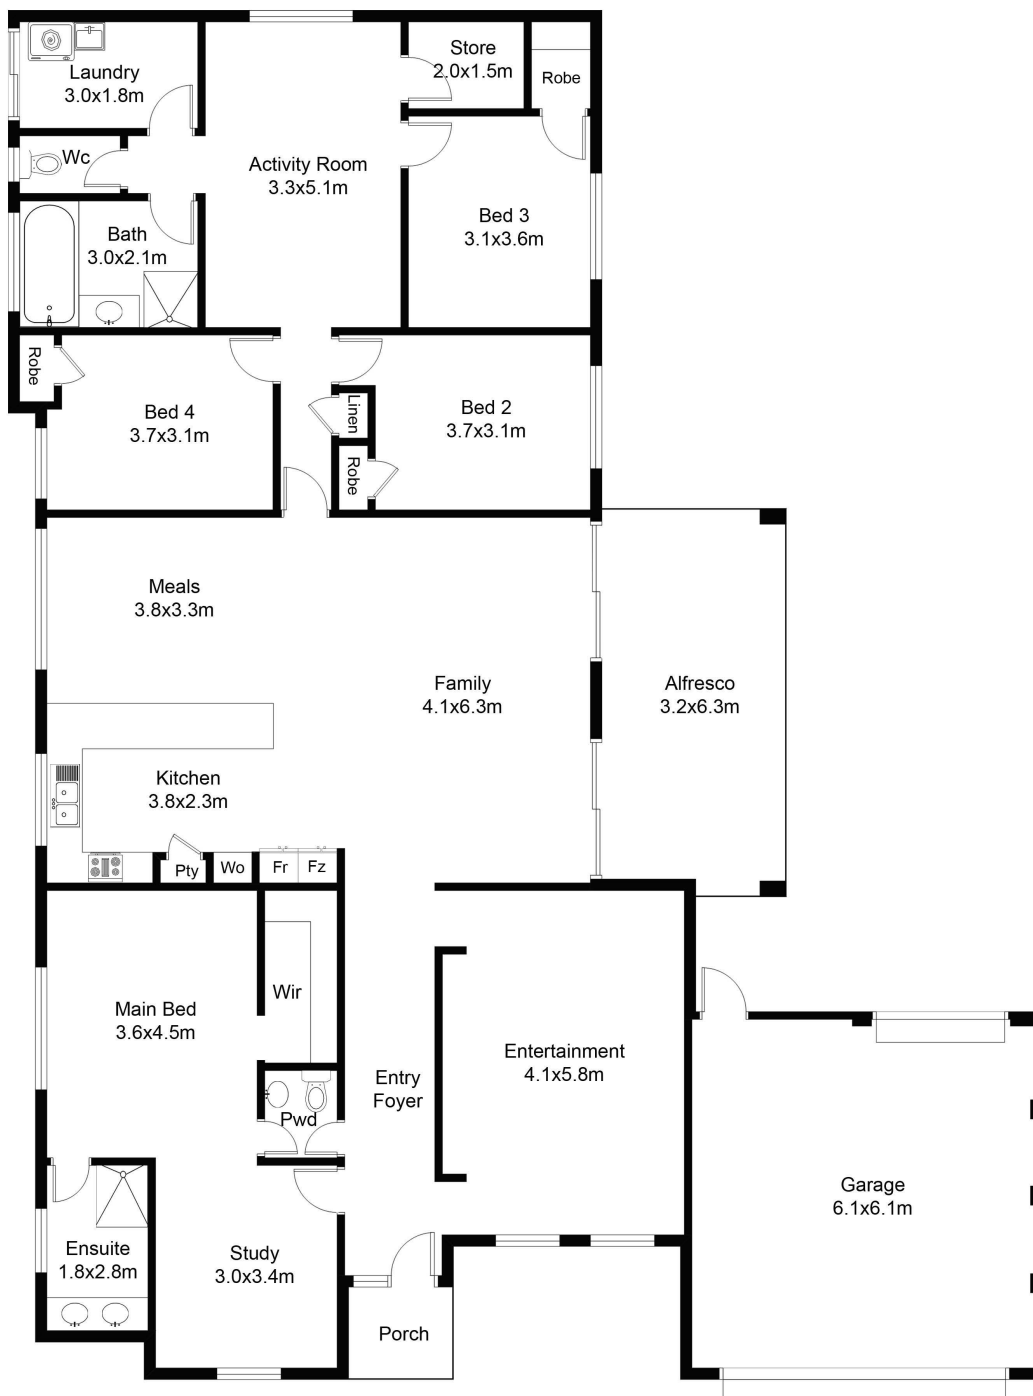 Laundry
3.0x1.8m
Store
2.0x1.5m
Robe
Wc
Activity Room
3.3x5.1m
Bed 3
3.1x3.6m
Bath
3.0x2.1m
Robe
Bed 4
3.7x3.1m
Linen
Robe
Bed 2
3.7x3.1m
Meals
3.8x3.3m
Family
4.1x6.3m
Alfresco
3.2x6.3m
Kitchen
3.8x2.3m
Pty
Wo
Fr
Fz
Main Bed
3.6x4.5m
Wir
Entertainment
4.1x5.8m
Entry
Foyer
Pwd
Garage
6.1x6.1m
Ensuite
1.8x2.8m
Study
3.0x3.4m
Porch